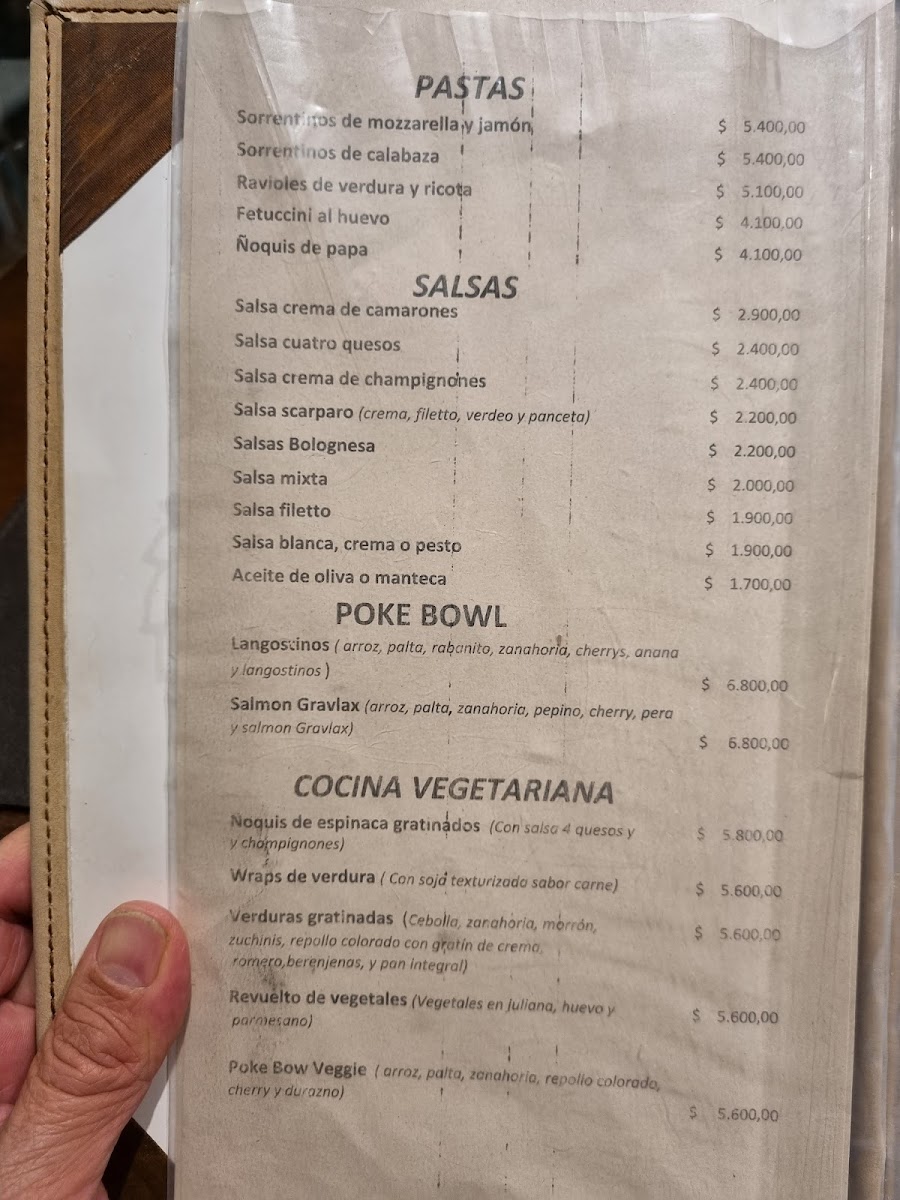 PASTAS
Sorrentinos de mozzarella y jamón $ 5.400,00
Sorrentinos de calabaza $ 5.400,00
Ravioles de verdura y ricota $ 5.100,00
Fetuccini al huevo $ 4.100,00
Ñoquis de papa $ 4.100,00
SALSAS
Salsa crema de camarones $ 2.900,00
Salsa cuatro quesos $ 2.400,00
Salsa crema de champignones $ 2.400,00
Salsa scarparo (crema, filetto, verdeo y panceta) $ 2.200,00
Salsas Bolognesa $ 2.200,00
Salsa mixta $ 2.000,00
Salsa filetto $ 1.900,00
Salsa blanca, crema o pesto $ 1.900,00
Aceite de oliva o manteca $ 1.700,00
POKE BOWL
Langostinos ( arroz, palta, rabanito, zanahoria, cherrys, anana
y langostinos ) $ 6.800,00
Salmon Gravlax (arroz, palta, zanahoria, pepino, cherry, pera
y salmon Gravlax) $ 6.800,00
COCINA VEGETARIANA
Ñoquis de espinaca gratinados (Con salsa 4 quesos y $ 5.800,00
y champignones)
Wraps de verdura ( Con soja texturizada sabor carne) $ 5.600,00
Verduras gratinadas (Cebolla, zanahoria, morrón, $ 5.600,00
zuchinis, repollo colorado con gratín de crema,
romero,berenjenas, y pan integral)
Revuelto de vegetales (Vegetales en Juliana, huevo y $ 5.600,00
parmesano)
Poke Bow Veggie ( arroz, palta, zanahoria, repollo colorado,
cherry y durazno)
$ 5.600,00